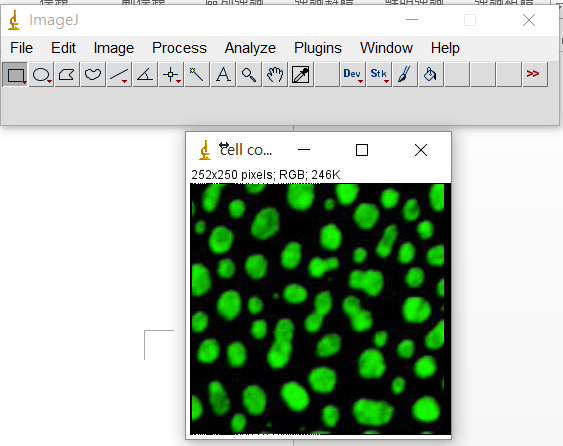 ImageJ
File Edit Image Process Analyze Plugins Window Help
A Dev Stk >>
cell co...
252x250 pixels; RGB; 246K